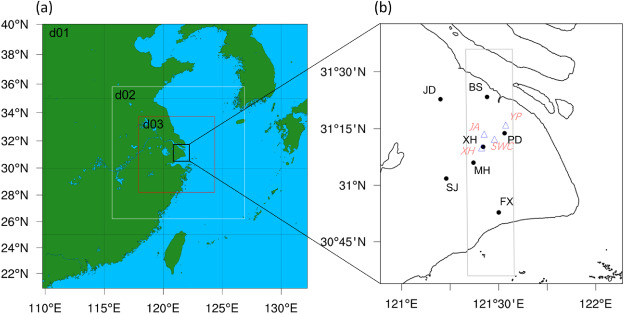 (a)
(b)
40°N
38°N
36°N
34°N
32°N
30°N
28°N
26°N
24°N
22°N
110°E
115°E
120°E
125°E
130°E
d01
d02
d03
31°30'N
31°15'N
31°N
30°45'N
121°E
121°30'E
122°E
JD
BS
YP
JA
XH
PD
SWC
XH
MH
SJ
FX